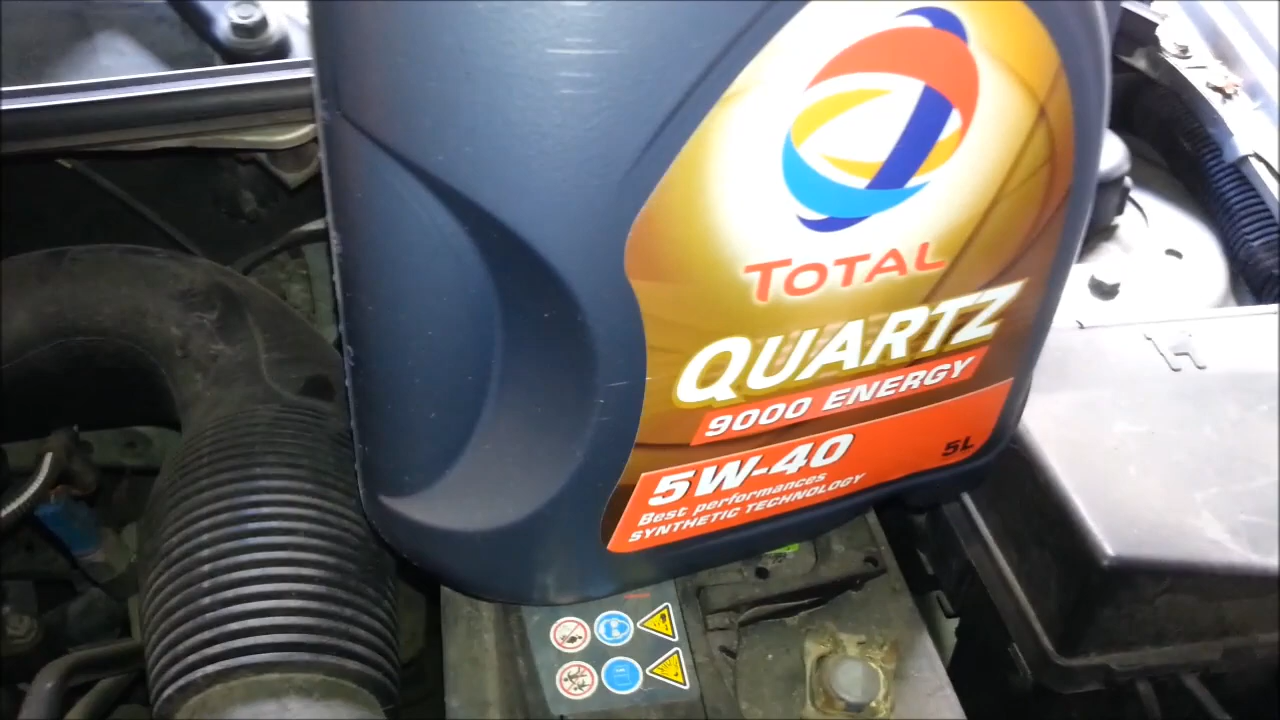 TOTAL
QUARTZ
9000 ENERGY
5W-40
5L
Best performances
SYNTHETIC TECHNOLOGY